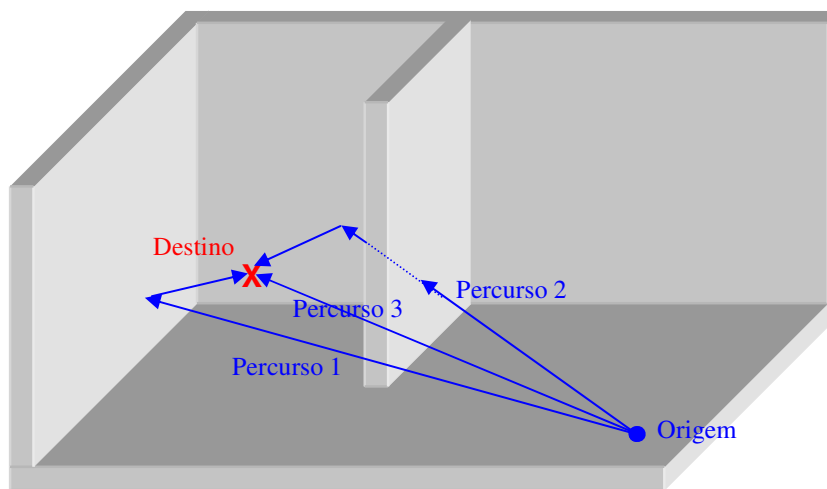 Destino
X
Percurso 2
Percurso 3
Percurso 1
Origem